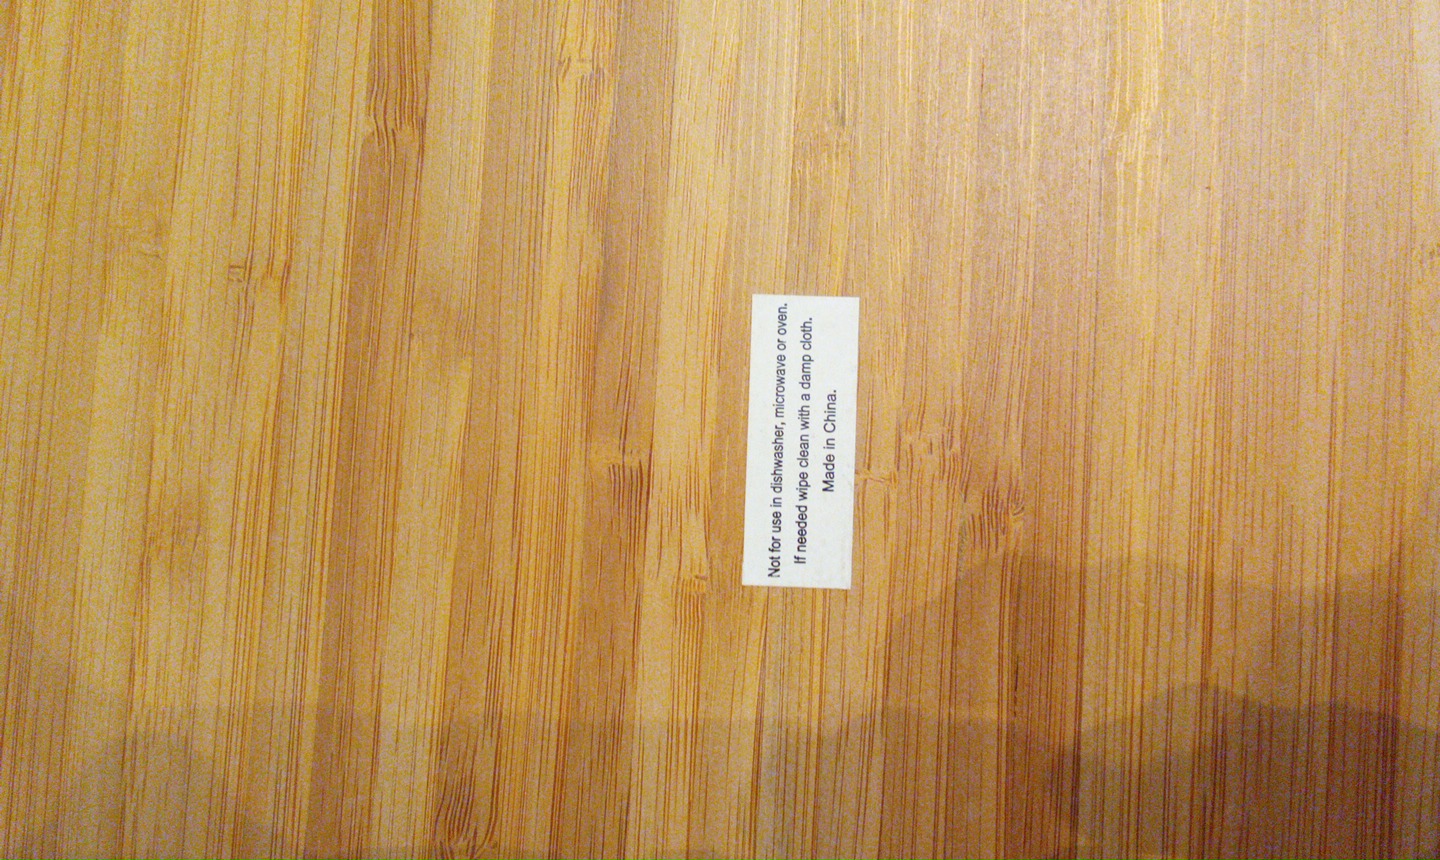 Not for use in dishwasher, microwave or oven.
If needed wipe clean with a damp cloth.
Made in China.